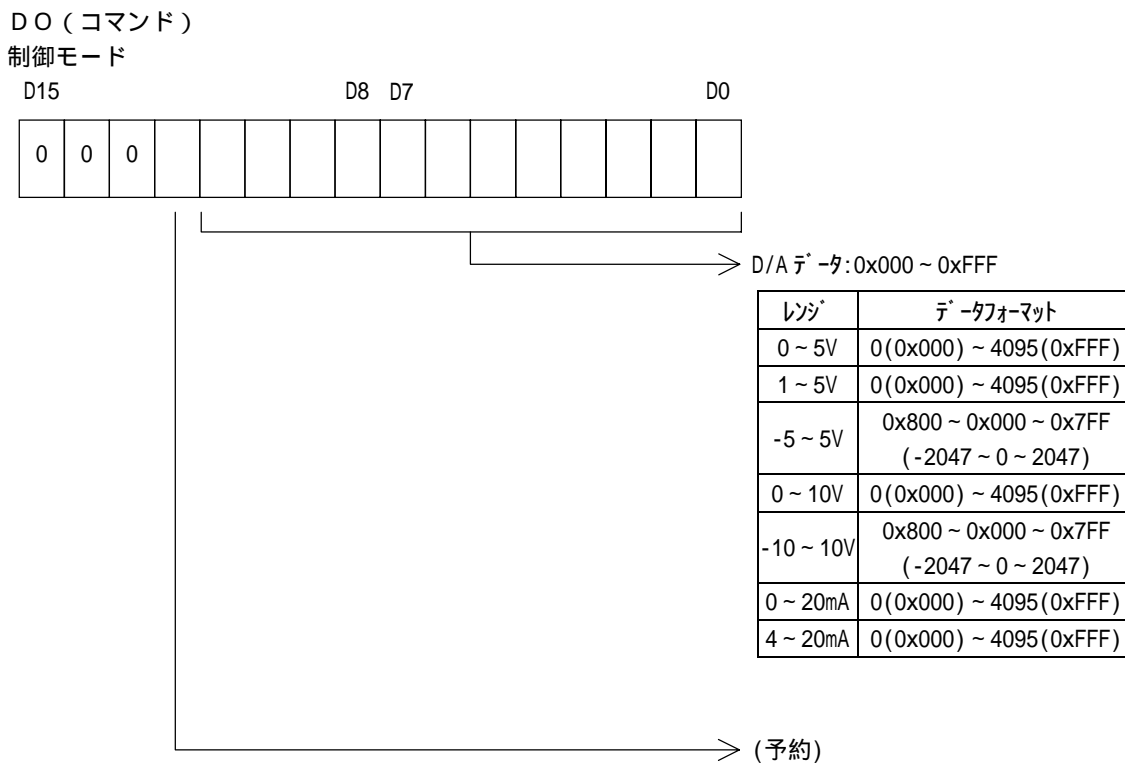 ＤＯ（コマンド）
制御モード
D15 D8 D7 D0
0 0 0
D/A ﾃﾞｰﾀ:0x000 ~ 0xFFF
ﾚﾝｼﾞ ﾃﾞｰﾀﾌｫｰﾏｯﾄ
0 ~ 5V 0(0x000) ~ 4095(0xFFF)
1 ~ 5V 0(0x000) ~ 4095(0xFFF)
-5 ~ 5V 0x800 ~ 0x000 ~ 0x7FF
(-2047 ~ 0 ~ 2047)
0 ~ 10V 0(0x000) ~ 4095(0xFFF)
-10 ~ 10V 0x800 ~ 0x000 ~ 0x7FF
(-2047 ~ 0 ~ 2047)
0 ~ 20mA 0(0x000) ~ 4095(0xFFF)
4 ~ 20mA 0(0x000) ~ 4095(0xFFF)
(予約)